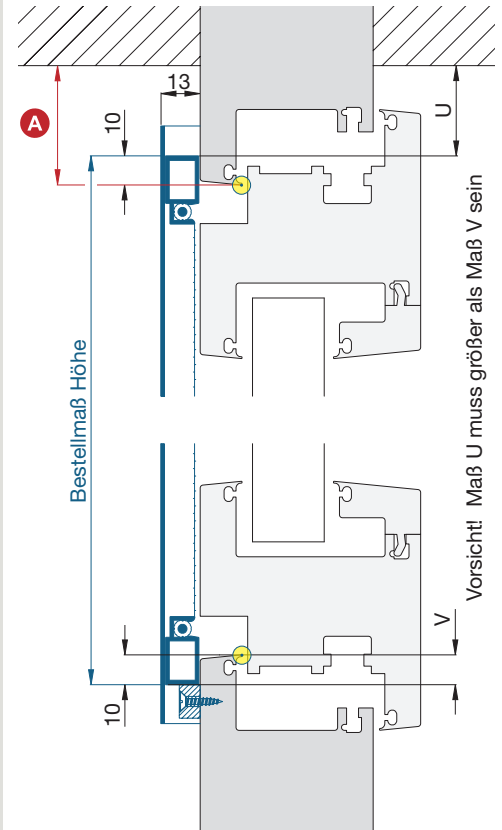 13
U
10
A
Bestellmaß Höhe
Vorsicht! Maß U muss größer als Maß V sein
V
10